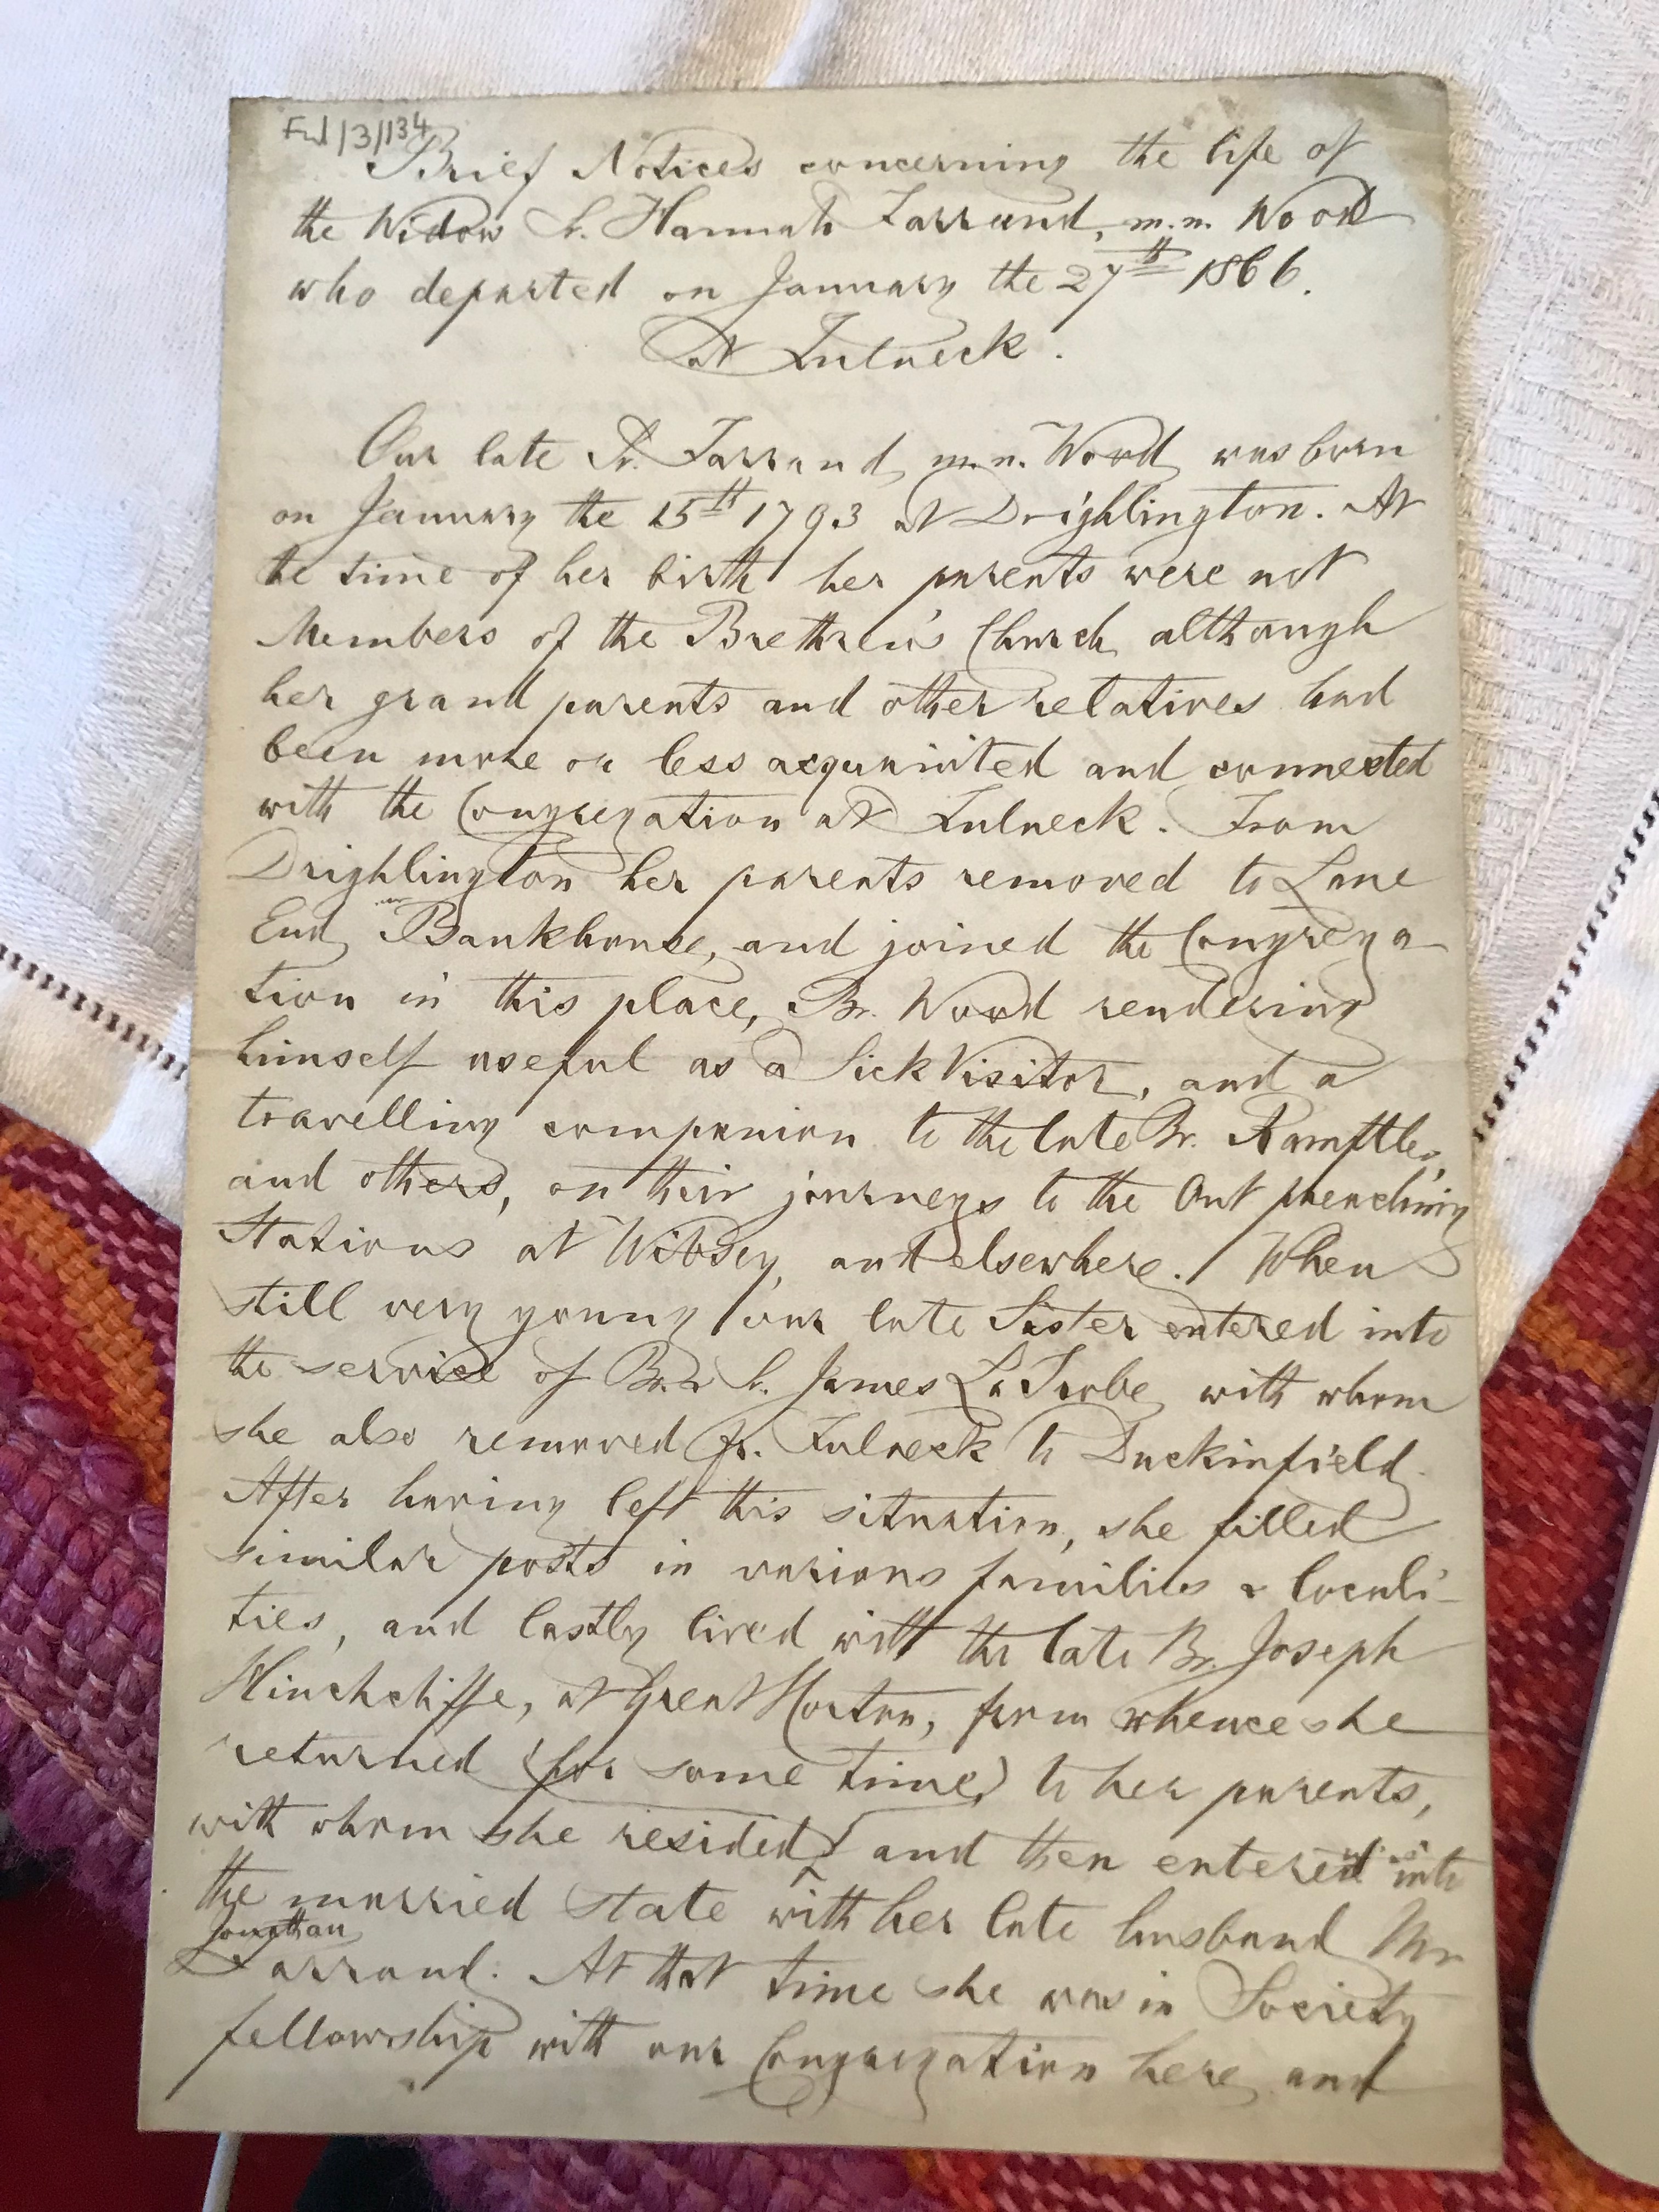 Ful/3/134
Brief Notices concerning the life of
the Widow Sr. Hannah Farrand, m.n. Wood
who departed on January the 27th 1866.
At Fulneck.
Our late Sr. Farrand, m.n. Wood, was born
on January the 15th 1793 at Drighlington. At
the time of her birth her parents were not
Members of the Brethren's Church, although
her grand parents and other relatives had
been more or less acquainted and connected
with the Congregation at Fulneck. From
Drighlington her parents removed to Lane
End, Bankhouse, and joined the Congrega-
tion in this place, Br. Wood rendering
himself useful as a Sick Visitor, and a
travelling companion to the late Br. Ramftler,
and others, on their journeys to the Out preaching
Stations at Wibsey, and elsewhere. When
still very young our late Sister entered into
the service of Br. & Sr. James La Trobe, with whom
she also removed fr. Fulneck to Duckinfield.
After having left this situation, she filled
similar posts in various families & locali-
ties, and lastly lived with the late Br. Joseph
Hinchcliffe, at Great Horton, from whence she
returned (for some time) to her parents,
with whom she resided, and then entered into
the married state with her late husband Mr
Jonathan
Farrand. At that time she was in Society
fellowship with our Congregation here, and